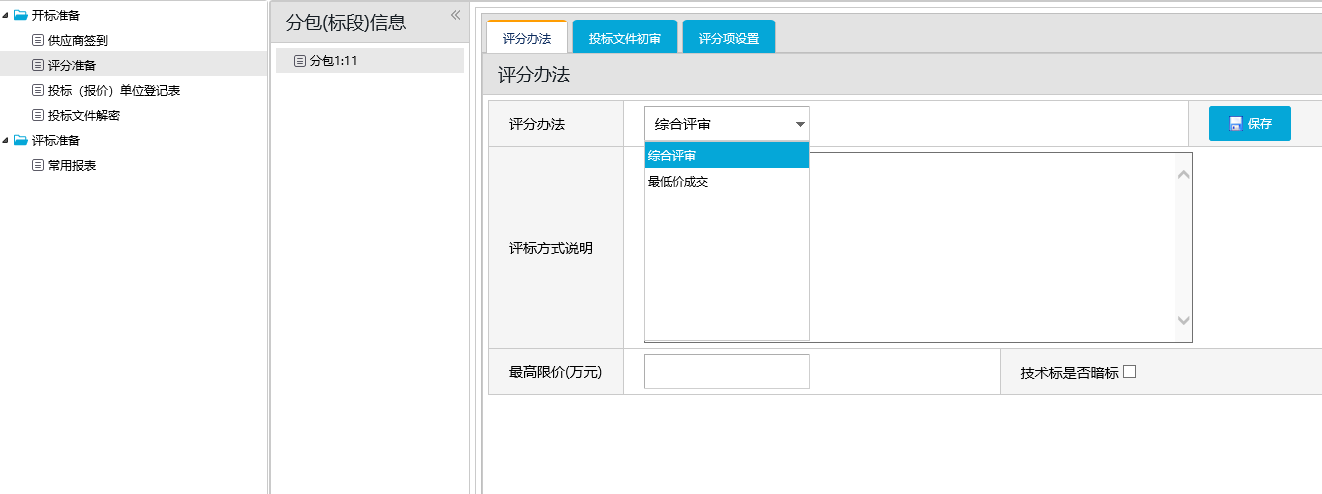 开标准备
供应商签到
评分准备
投标（报价）单位登记表
投标文件解密
评标准备
常用报表
分包(标段)信息
分包1:11
评分办法
投标文件初审
评分项设置
评分办法
评分办法
综合评审
保存
综合评审
最低价成交
评标方式说明
最高限价(万元)
技术标是否暗标